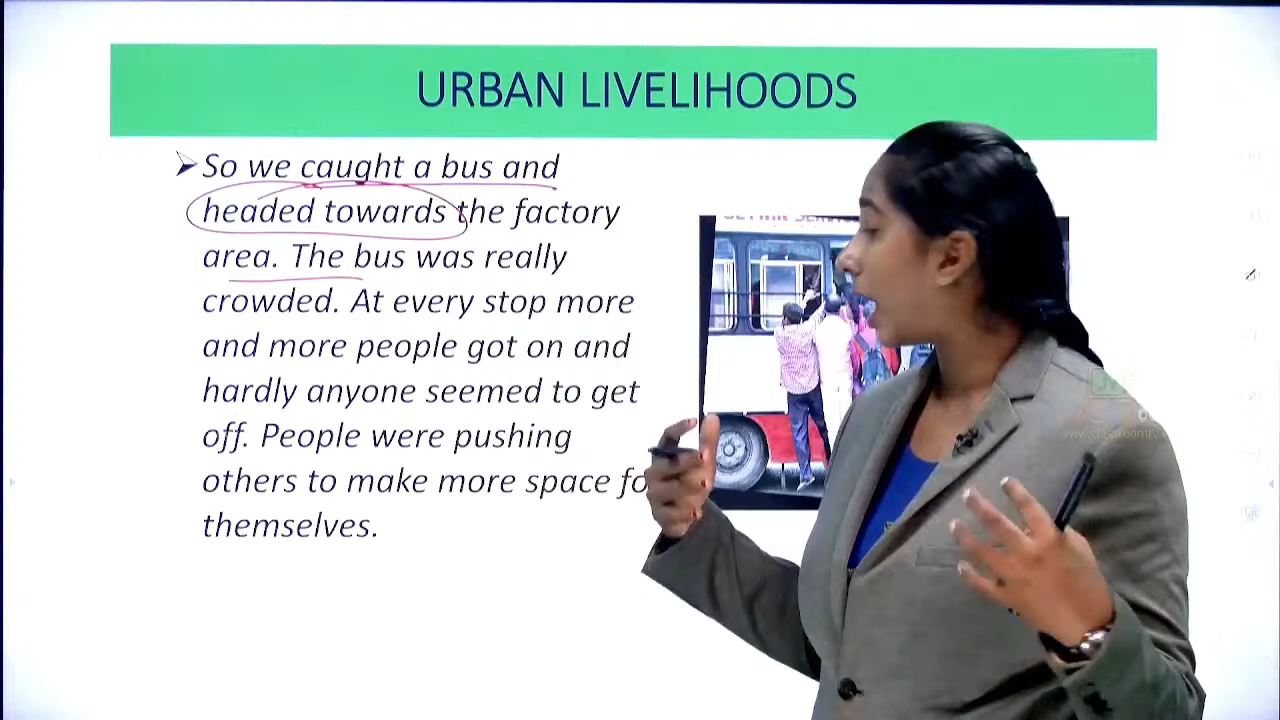 URBAN LIVELIHOODS
➢So we caught a bus and
headed towards the factory
area. The bus was really
crowded. At every stop more
and more people got on and
hardly anyone seemed to get
off. People were pushing
others to make more space fo
themselves.